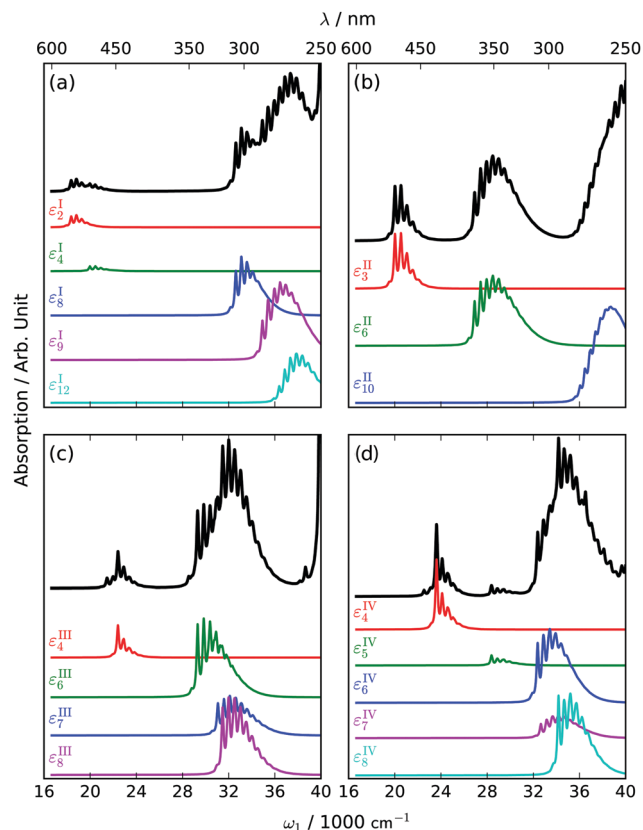 λ / nm
600 450 350 300 250 600 450 350 300 250
(a) (b)
Absorption / Arb. Unit
ε₂ᴵ
ε₄ᴵ
ε₈ᴵ
ε₉ᴵ
ε₁₂ᴵ
ε₃ᴵᴵ
ε₆ᴵᴵ
ε₁₀ᴵᴵ
(c) (d)
ε₄ᴵᴵᴵ
ε₆ᴵᴵᴵ
ε₇ᴵᴵᴵ
ε₈ᴵᴵᴵ
ε₄ᴵⱽ
ε₅ᴵⱽ
ε₆ᴵⱽ
ε₇ᴵⱽ
ε₈ᴵⱽ
16 20 24 28 32 36 40 16 20 24 28 32 36 40
ω₁ / 1000 cm⁻¹